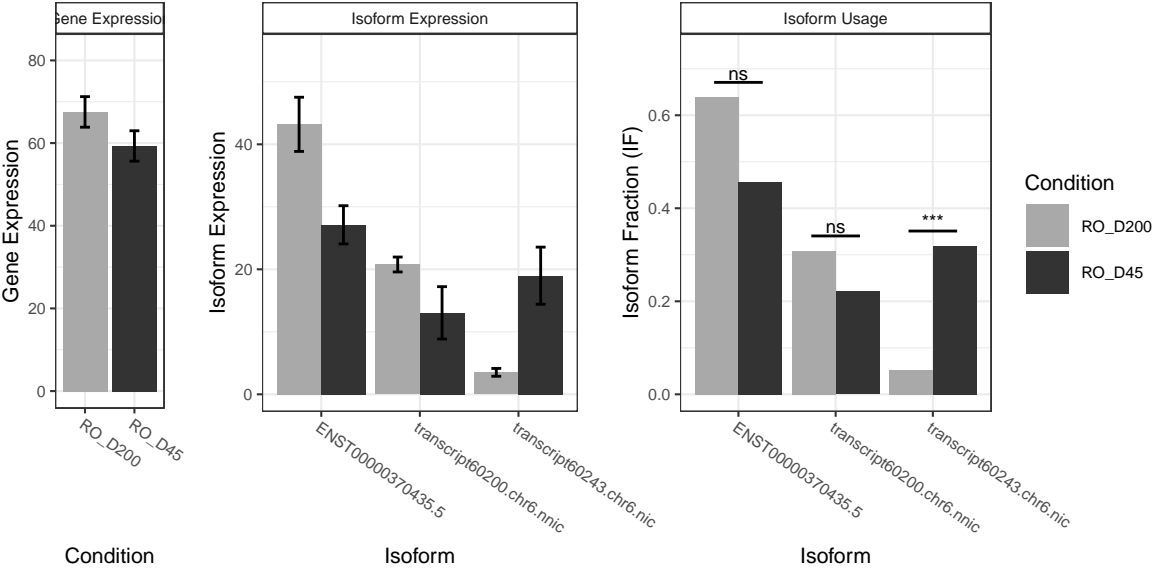 Gene Expression
Isoform Expression
Isoform Usage
Gene Expression
80
60
40
20
0
RO_D200
RO_D45
Condition
Isoform Expression
40
20
0
ENST00000370435.5
transcript60200.chr6.nnic
transcript60243.chr6.nic
Isoform
Isoform Fraction (IF)
0.6
0.4
0.2
0.0
ns
ns
***
ENST00000370435.5
transcript60200.chr6.nnic
transcript60243.chr6.nic
Isoform
Condition
RO_D200
RO_D45